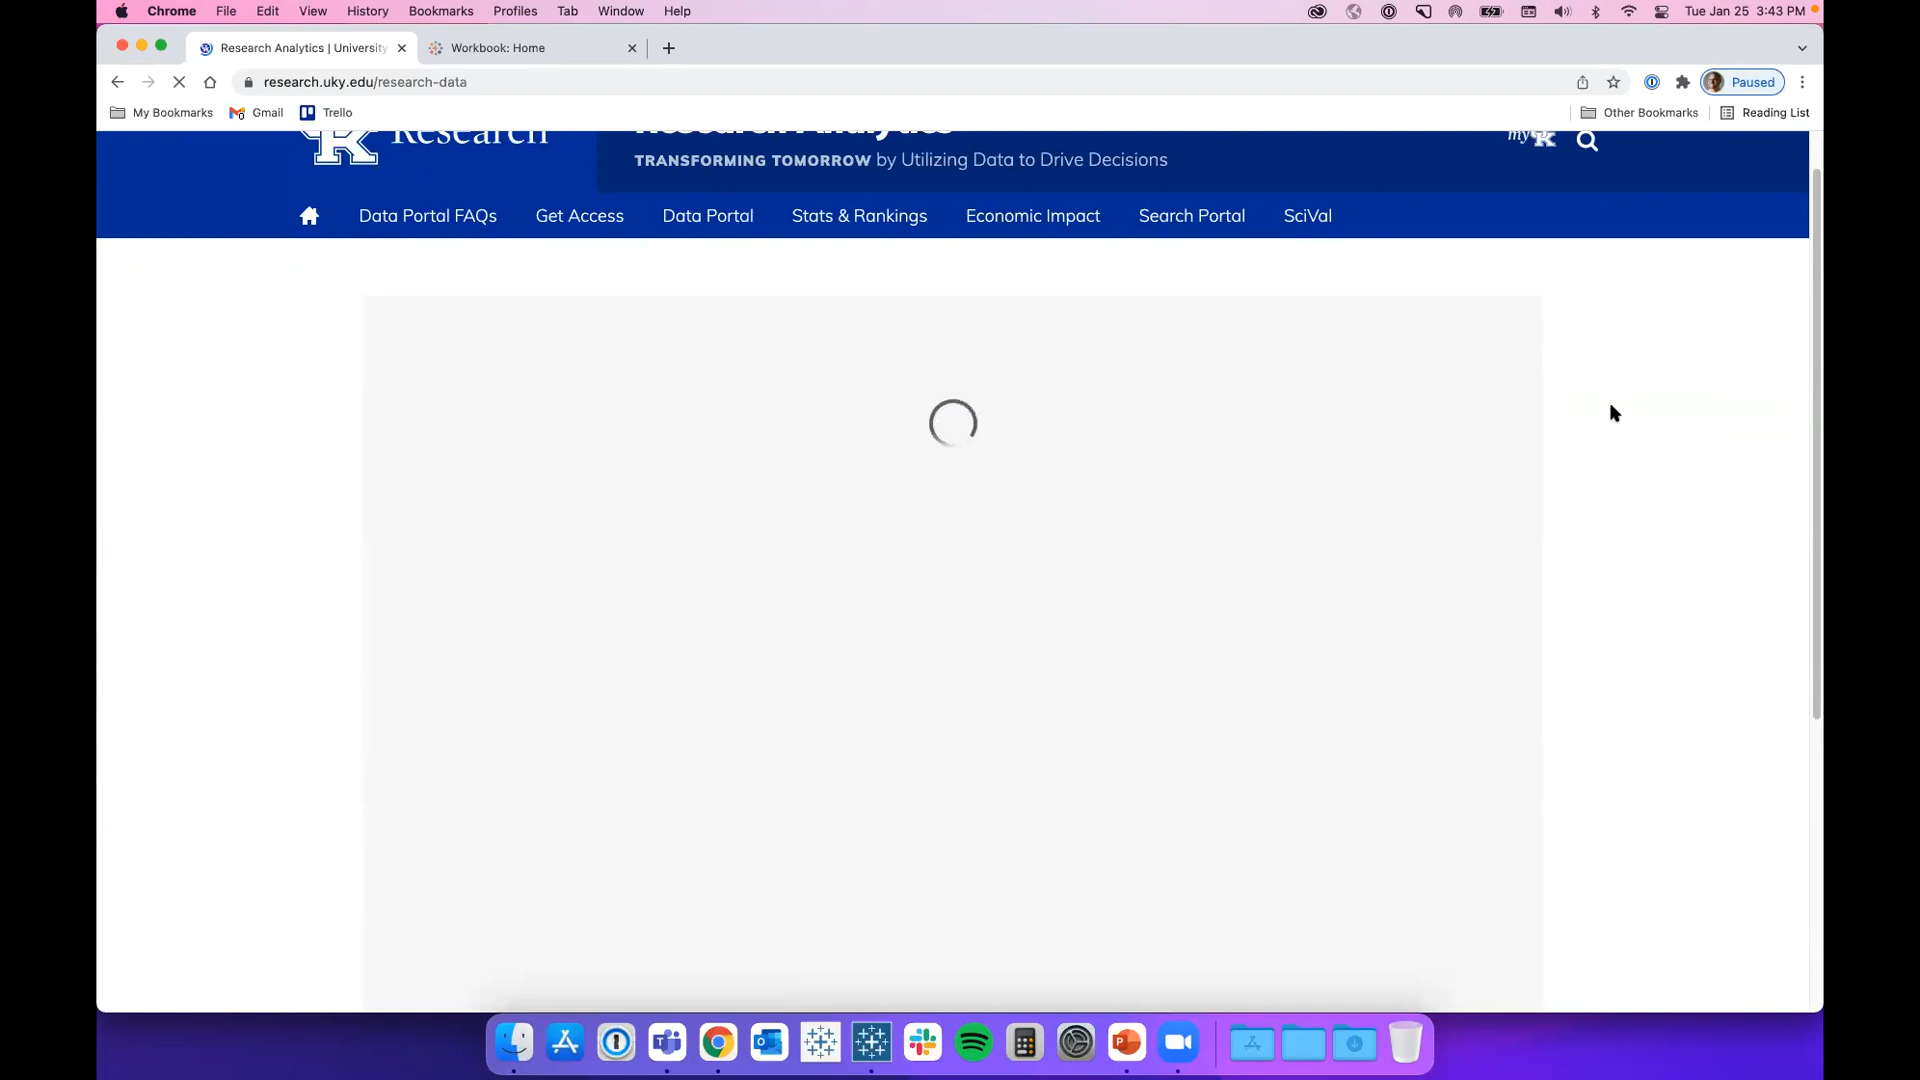 Chrome File Edit View History Bookmarks Profiles Tab Window Help Tue Jan 25 3:43 PM
Research Analytics | University Workbook: Home
research.uky.edu/research-data Paused
My Bookmarks Gmail Trello Other Bookmarks Reading List
Research Research Analytics my
TRANSFORMING TOMORROW by Utilizing Data to Drive Decisions
Data Portal FAQs Get Access Data Portal Stats & Rankings Economic Impact Search Portal SciVal